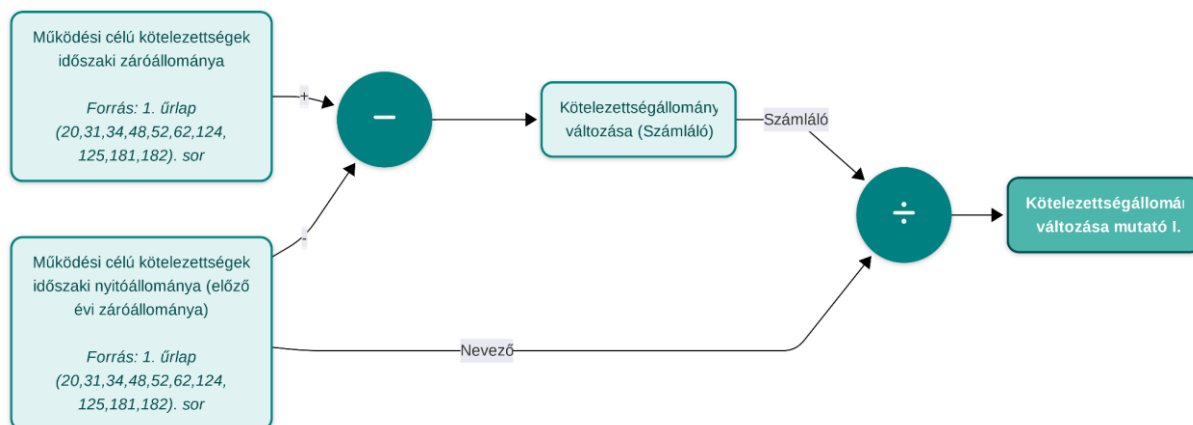 Működési célú kötelezettségek
időszaki záróállománya
Forrás: 1. űrlap
(20,31,34,48,52,62,124,
125,181,182). sor
+
−
Kötelezettségállomány
változása (Számláló)
Számláló
÷
Kötelezettségállomán
változása mutató I.
-
Működési célú kötelezettségek
időszaki nyitóállománya (előző
évi záróállománya)
Forrás: 1. űrlap
(20,31,34,48,52,62,124,
125,181,182). sor
Nevező